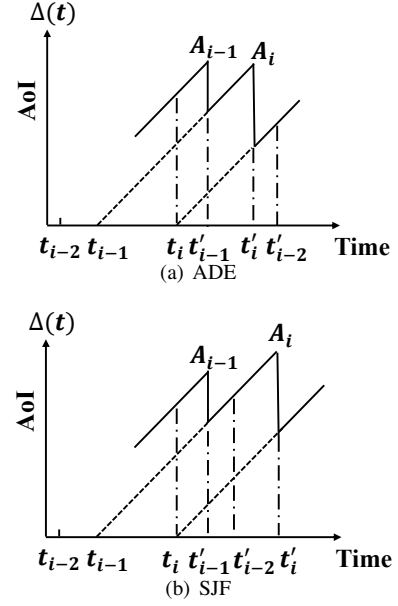 Δ(t)
A_{i-1}
A_i
AoI
t_{i-2} t_{i-1} t_i t'_{i-1} t'_i t'_{i-2} Time
(a) ADE
Δ(t)
A_i
A_{i-1}
AoI
t_{i-2} t_{i-1} t_i t'_{i-1} t'_{i-2} t'_i Time
(b) SJF